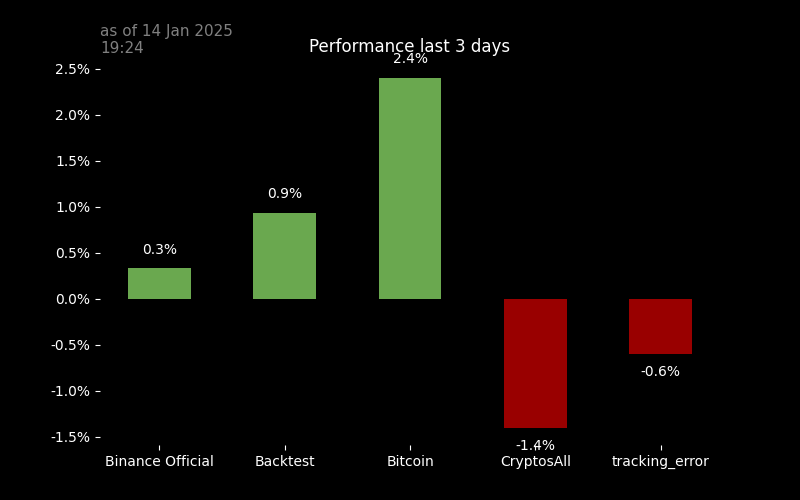 as of 14 Jan 2025
19:24
Performance last 3 days
2.5%
2.0%
1.5%
1.0%
0.5%
0.0%
-0.5%
-1.0%
-1.5%
0.3%
0.9%
2.4%
-1.4%
-0.6%
Binance Official
Backtest
Bitcoin
CryptosAll
tracking_error